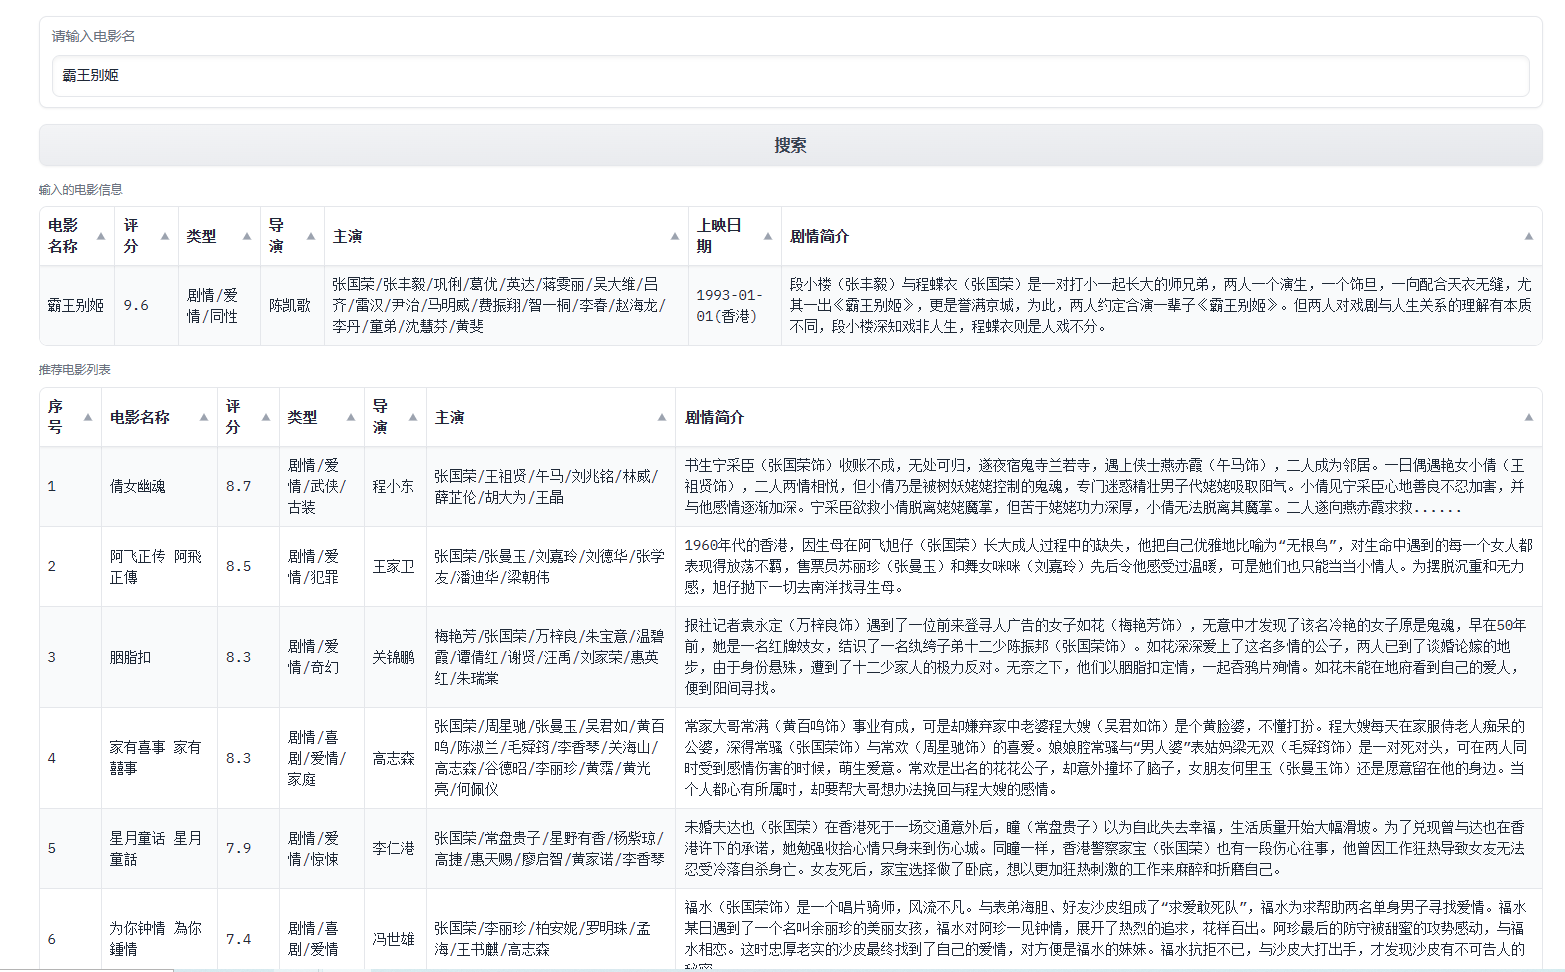 请输入电影名
霸王别姬
搜索
输入的电影信息
电影名称 评分 类型 导演 主演 上映日期 剧情简介
霸王别姬
9.6
剧情/爱
情/同性
陈凯歌
张国荣/张丰毅/巩俐/葛优/英达/蒋雯丽/吴大维/吕
齐/雷汉/尹治/马明威/费振翔/智一桐/李春/赵海龙/
李丹/童弟/沈慧芬/黄斐
1993-01-
01(香港)
段小楼（张丰毅）与程蝶衣（张国荣）是一对打小一起长大的师兄弟，两人一个演生，一个饰旦，一向配合天衣无缝，尤
其一出《霸王别姬》，更是誉满京城，为此，两人约定合演一辈子《霸王别姬》。但两人对戏剧与人生关系的理解有本质
不同，段小楼深知戏非人生，程蝶衣则是人戏不分。
推荐电影列表
序号 电影名称 评分 类型 导演 主演 剧情简介
1
倩女幽魂
8.7
剧情/爱
情/武侠/
古装
程小东
张国荣/王祖贤/午马/刘兆铭/林威/
薛芷伦/胡大为/王晶
书生宁采臣（张国荣饰）收账不成，无处可归，遂夜宿鬼寺兰若寺，遇上侠士燕赤霞（午马饰），二人成为邻居。一日偶遇艳女小倩（王
祖贤饰），二人两情相悦，但小倩乃是被树妖姥姥控制的鬼魂，专门迷惑精壮男子代姥姥吸取阳气。小倩见宁采臣心地善良不忍加害，并
与他感情逐渐加深。宁采臣欲救小倩脱离姥姥魔掌，但苦于姥姥功力深厚，小倩无法脱离其魔掌。二人遂向燕赤霞求救......
2
阿飞正传 阿飛
正傳
8.5
剧情/爱
情/犯罪
王家卫
张国荣/张曼玉/刘嘉玲/刘德华/张学
友/潘迪华/梁朝伟
1960年代的香港，因生母在阿飞旭仔（张国荣）长大成人过程中的缺失，他把自己优雅地比喻为“无根鸟”，对生命中遇到的每一个女人都
表现得放荡不羁，售票员苏丽珍（张曼玉）和舞女咪咪（刘嘉玲）先后令他感受过温暖，可是她们也只能当当小情人。为摆脱沉重和无力
感，旭仔抛下一切去南洋找寻生母。
3
胭脂扣
8.3
剧情/爱
情/奇幻
关锦鹏
梅艳芳/张国荣/万梓良/朱宝意/温碧
霞/谭倩红/谢贤/汪禹/刘家荣/惠英
红/朱瑞棠
报社记者袁永定（万梓良饰）遇到了一位前来登寻人广告的女子如花（梅艳芳饰），无意中才发现了该名冷艳的女子原是鬼魂，早在50年
前，她是一名红牌妓女，结识了一名纨绔子弟十二少陈振邦（张国荣饰）。如花深深爱上了这名多情的公子，两人已到了谈婚论嫁的地
步，由于身份悬殊，遭到了十二少家人的极力反对。无奈之下，他们以胭脂扣定情，一起吞鸦片殉情。如花未能在地府看到自己的爱人，
便到阳间寻找。
4
家有喜事 家有
囍事
8.3
剧情/喜
剧/爱情/
家庭
高志森
张国荣/周星驰/张曼玉/吴君如/黄百
鸣/陈淑兰/毛舜筠/李香琴/关海山/
高志森/谷德昭/李丽珍/黄霑/黄光
亮/何佩仪
常家大哥常满（黄百鸣饰）事业有成，可是却嫌弃家中老婆程大嫂（吴君如饰）是个黄脸婆，不懂打扮。程大嫂每天在家服侍老人痴呆的
公婆，深得常骚（张国荣饰）与常欢（周星驰饰）的喜爱。娘娘腔常骚与“男人婆”表姑妈梁无双（毛舜筠饰）是一对死对头，可在两人同
时受到感情伤害的时候，萌生爱意。常欢是出名的花花公子，却意外撞坏了脑子，女朋友何里玉（张曼玉饰）还是愿意留在他的身边。当
个人都心有所属时，却要帮大哥想办法挽回与程大嫂的感情。
5
星月童话 星月
童話
7.9
剧情/爱
情/惊悚
李仁港
张国荣/常盘贵子/星野有香/杨紫琼/
高捷/惠天赐/廖启智/黄家诺/李香琴
未婚夫达也（张国荣）在香港死于一场交通意外后，瞳（常盘贵子）以为自此失去幸福，生活质量开始大幅滑坡。为了兑现曾与达也在香
港许下的承诺，她勉强收拾心情只身来到伤心城。同瞳一样，香港警察家宝（张国荣）也有一段伤心往事，他曾因工作狂热导致女友无法
忍受冷落自杀身亡。女友死后，家宝选择做了卧底，想以更加狂热刺激的工作来麻醉和折磨自己。
6
为你钟情 為你
鍾情
7.4
剧情/喜
剧/爱情
冯世雄
张国荣/李丽珍/柏安妮/罗明珠/孟
海/王书麒/高志森
福水（张国荣饰）是一个唱片骑师，风流不凡。与表弟海胆、好友沙皮组成了“求爱敢死队”，福水为求帮助两名单身男子寻找爱情。福水
某日遇到了一个名叫余丽珍的美丽女孩，福水对阿珍一见钟情，展开了热烈的追求，花样百出。阿珍最后的防守被甜蜜的攻势感动，与福
水相恋。这时忠厚老实的沙皮最终找到了自己的爱情，对方便是福水的妹妹。福水抗拒不已，与沙皮大打出手，才发现沙皮有不可告人的